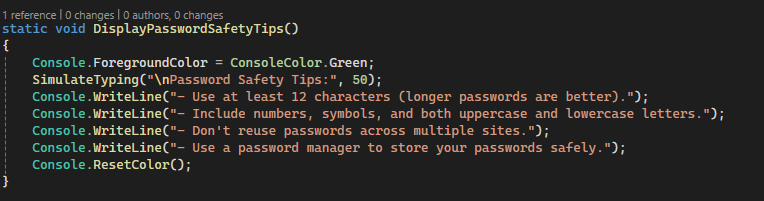 1 reference | 0 changes | 0 authors, 0 changes
static void DisplayPasswordSafetyTips()
{
    Console.ForegroundColor = ConsoleColor.Green;
    SimulateTyping("\nPassword Safety Tips:", 50);
    Console.WriteLine("- Use at least 12 characters (longer passwords are better).");
    Console.WriteLine("- Include numbers, symbols, and both uppercase and lowercase letters.");
    Console.WriteLine("- Don't reuse passwords across multiple sites.");
    Console.WriteLine("- Use a password manager to store your passwords safely.");
    Console.ResetColor();
}